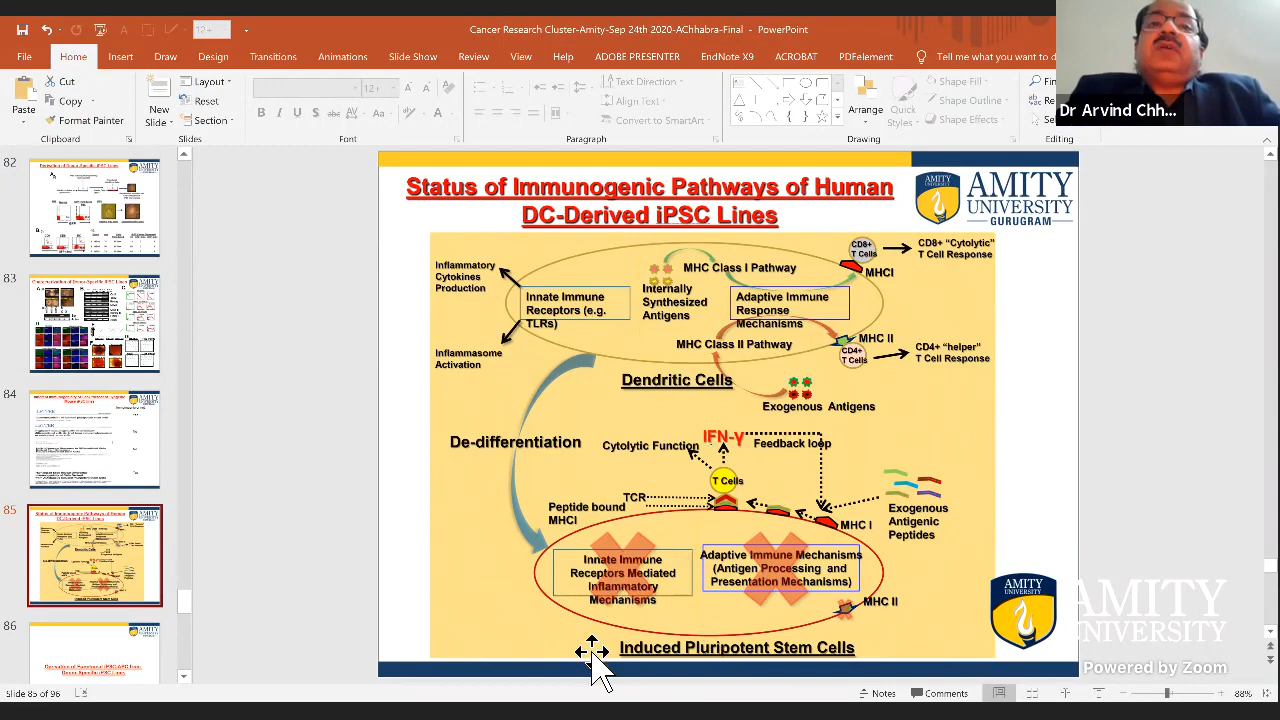 Cancer Research Cluster-Amity-Sep 24th 2020-AChhabra-Final - PowerPoint
File Home Insert Draw Design Transitions Animations Slide Show Review View Help ADOBE PRESENTER EndNote X9 ACROBAT PDFelement Tell me what you want to d
Paste
Cut
Copy
Format Painter
Clipboard
New
Slide
Layout
Reset
Section
Slides
12+
Font
Text Direction
Align Text
Convert to SmartArt
Paragraph
Arrange
Quick
Styles
Shape Fill
Shape Outline
Shape Effects
Drawing
Editing
Dr Arvind Chh...
82
83
84
85
86
Status of Immunogenic Pathways of Human
DC-Derived iPSC Lines
AMITY
UNIVERSITY
GURUGRAM
Inflammatory
Cytokines
Production
Innate Immune
Receptors (e.g.
TLRs)
Inflammasome
Activation
MHC Class I Pathway
Internally
Synthesized
Antigens
Adaptive Immune
Response
Mechanisms
MHC Class II Pathway
CD8+
T Cells
CD8+ “Cytolytic”
T Cell Response
MHCI
MHC II
CD4+
T Cells
CD4+ “helper”
T Cell Response
Dendritic Cells
Exogenous Antigens
De-differentiation
Cytolytic Function
IFN-γ
Feedback loop
T Cells
TCR
Peptide bound
MHCI
MHC I
Exogenous
Antigenic
Peptides
Innate Immune
Receptors Mediated
Inflammatory
Mechanisms
Adaptive Immune Mechanisms
(Antigen Processing and
Presentation Mechanisms)
MHC II
Induced Pluripotent Stem Cells
AMITY
UNIVERSITY
AMITY
UNIVERSITY
Powered by Zoom
Slide 85 of 96
Notes
Comments
88%